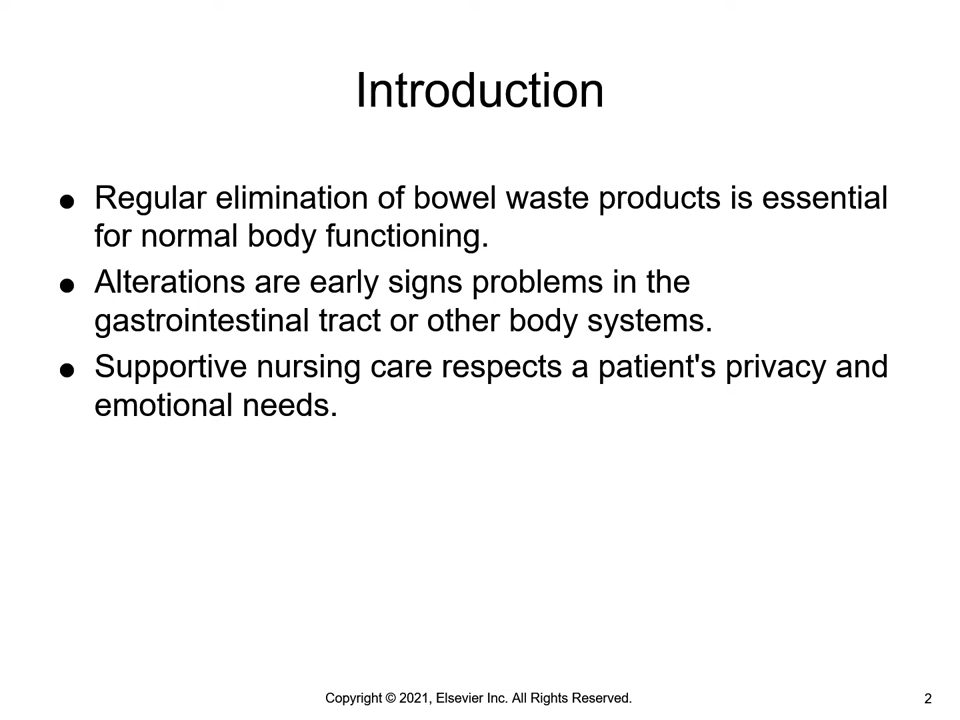 Introduction
● Regular elimination of bowel waste products is essential
for normal body functioning.
● Alterations are early signs problems in the
gastrointestinal tract or other body systems.
● Supportive nursing care respects a patient's privacy and
emotional needs.
Copyright © 2021, Elsevier Inc. All Rights Reserved.
2